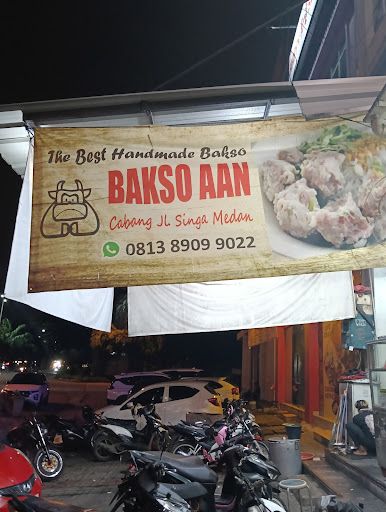 The Best Handmade Bakso
BAKSO AAN
Cabang Jl. Singa Medan
0813 8909 9022